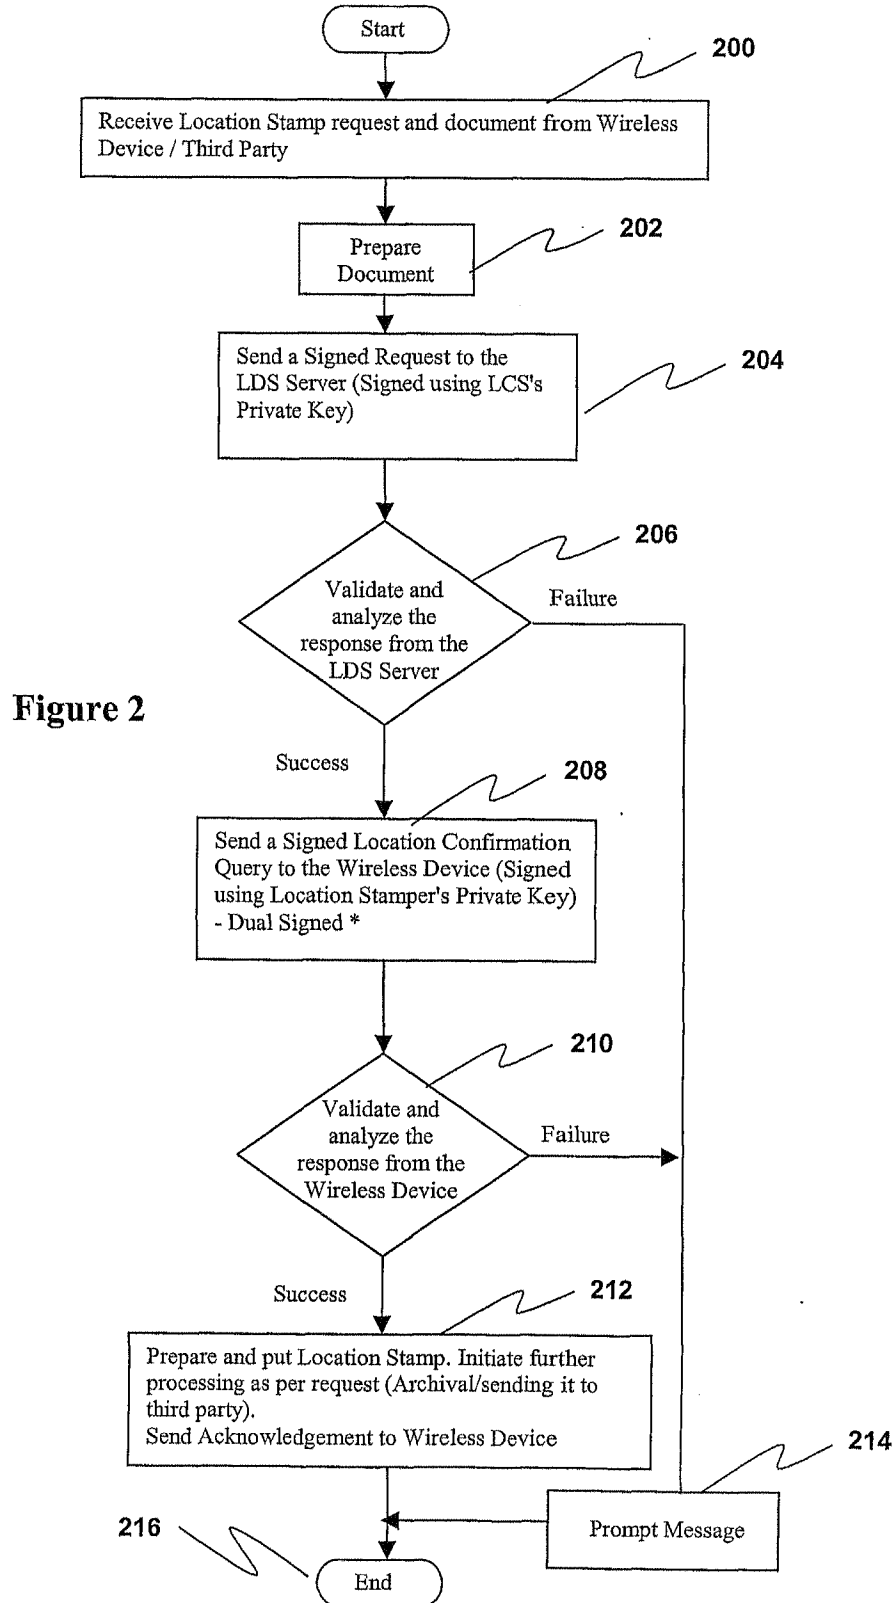 Start
200
Receive Location Stamp request and document from Wireless
Device / Third Party
202
Prepare
Document
204
Send a Signed Request to the
LDS Server (Signed using LCS's
Private Key)
206
Validate and
analyze the
response from the
LDS Server
Failure
Figure 2
Success
208
Send a Signed Location Confirmation
Query to the Wireless Device (Signed
using Location Stamper's Private Key)
- Dual Signed *
210
Validate and
analyze the
response from the
Wireless Device
Failure
Success
212
Prepare and put Location Stamp. Initiate further
processing as per request (Archival/sending it to
third party).
Send Acknowledgement to Wireless Device
214
Prompt Message
216
End